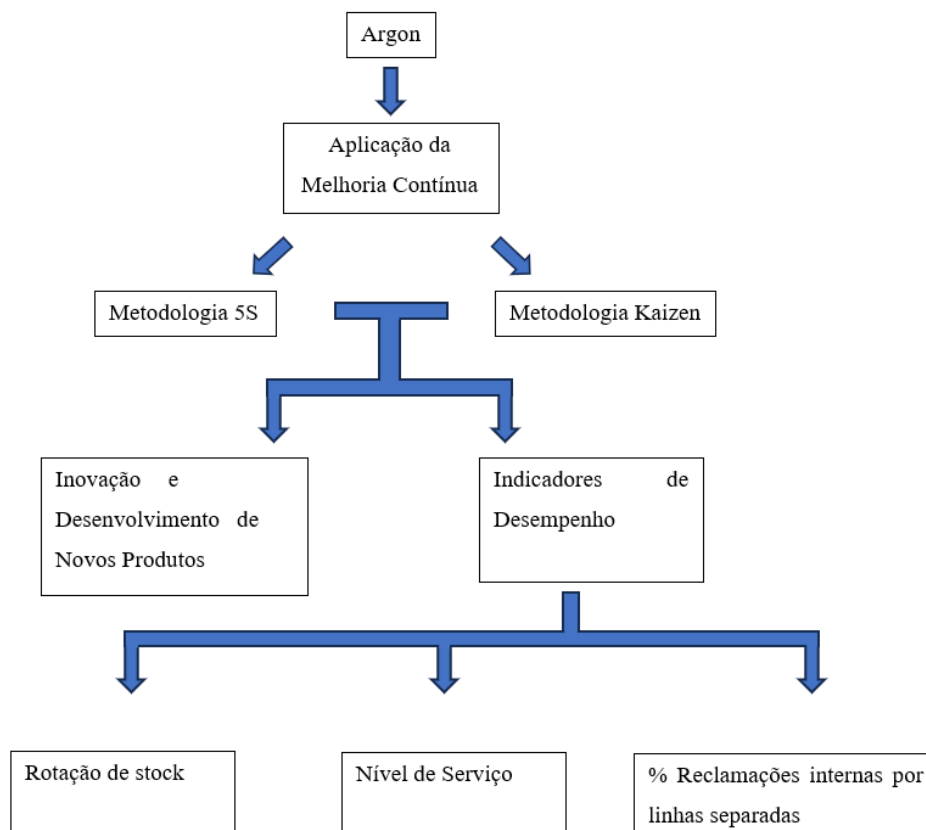 Argon
Aplicação da
Melhoria Contínua
Metodologia 5S
Metodologia Kaizen
Inovação e
Desenvolvimento de
Novos Produtos
Indicadores de
Desempenho
Rotação de stock
Nível de Serviço
% Reclamações internas por
linhas separadas